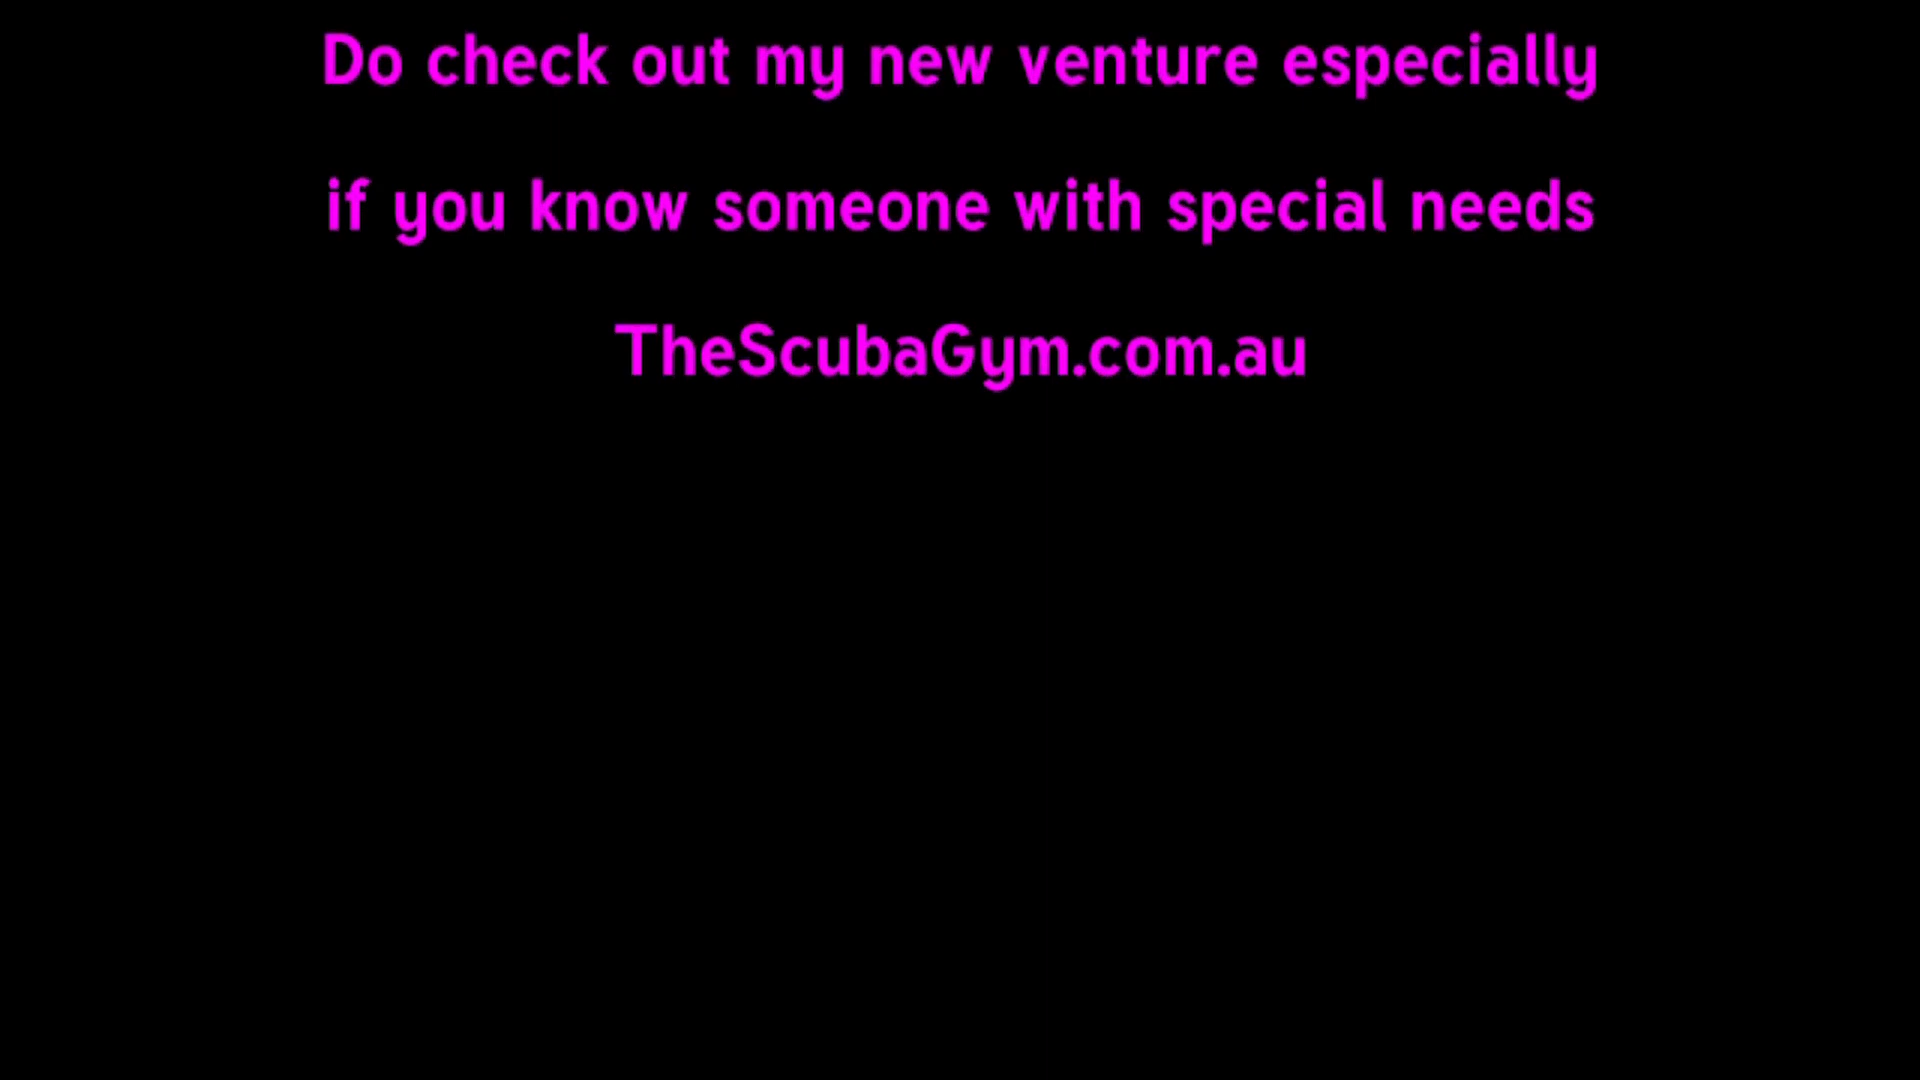 Do check out my new venture especially
if you know someone with special needs
TheScubaGym.com.au